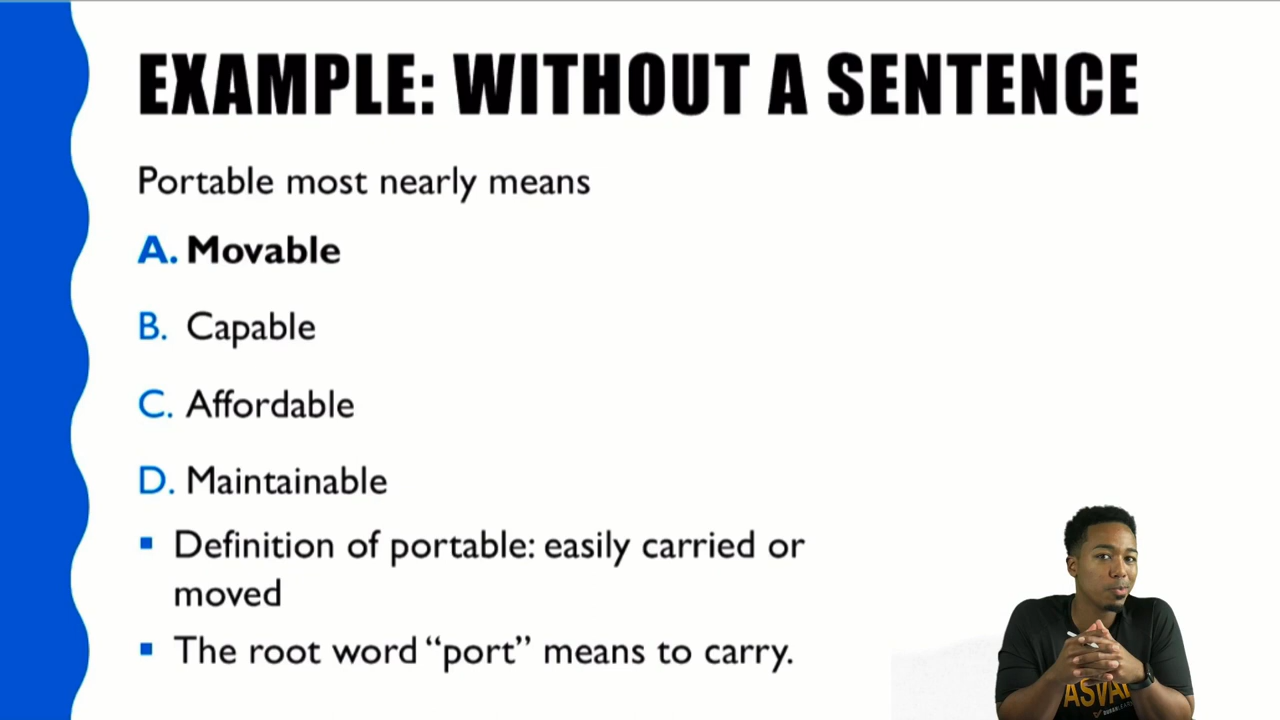 EXAMPLE: WITHOUT A SENTENCE
Portable most nearly means
A. Movable
B. Capable
C. Affordable
D. Maintainable
▪ Definition of portable: easily carried or
moved
▪ The root word “port” means to carry.